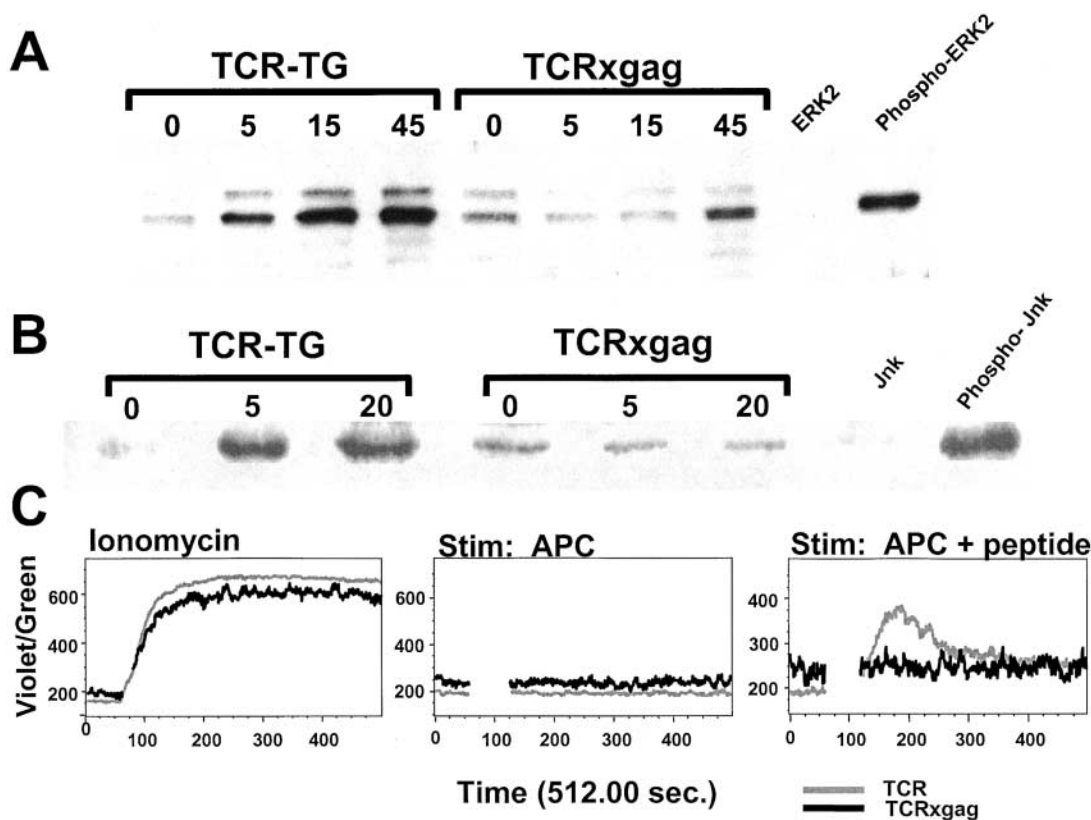 A
TCR-TG TCRxgag ERK2 Phospho-ERK2
0 5 15 45 0 5 15 45
B
TCR-TG TCRxgag Jnk Phospho- Jnk
0 5 20 0 5 20
C
Ionomycin
Stim: APC
Stim: APC + peptide
Violet/Green
600
400
200
0 100 200 300 400
600
400
200
0 100 200 300 400
400
300
200
0 100 200 300 400
Time (512.00 sec.)
TCR
TCRxgag